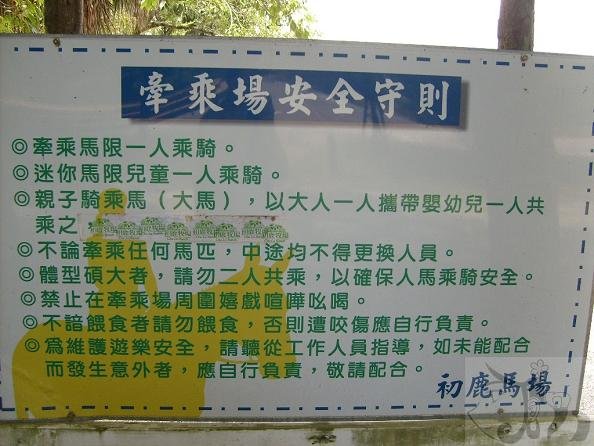 牽乘場安全守則
◎牽乘馬限一人乘騎。
◎迷你馬限兒童一人乘騎。
◎親子騎乘馬(大馬),以大人一人攜帶嬰幼兒一人共
乘之
◎不論牽乘任何馬匹,中途均不得更換人員。
◎體型碩大者,請勿二人共乘,以確保人馬乘騎安全。
◎禁止在牽乘場周圍嬉戲喧嘩吆喝。
◎不諳餵食者請勿餵食,否則遭咬傷應自行負責。
◎為維護遊樂安全,請聽從工作人員指導,如未能配合
而發生意外者,應自行負責,敬請配合。
初鹿馬場